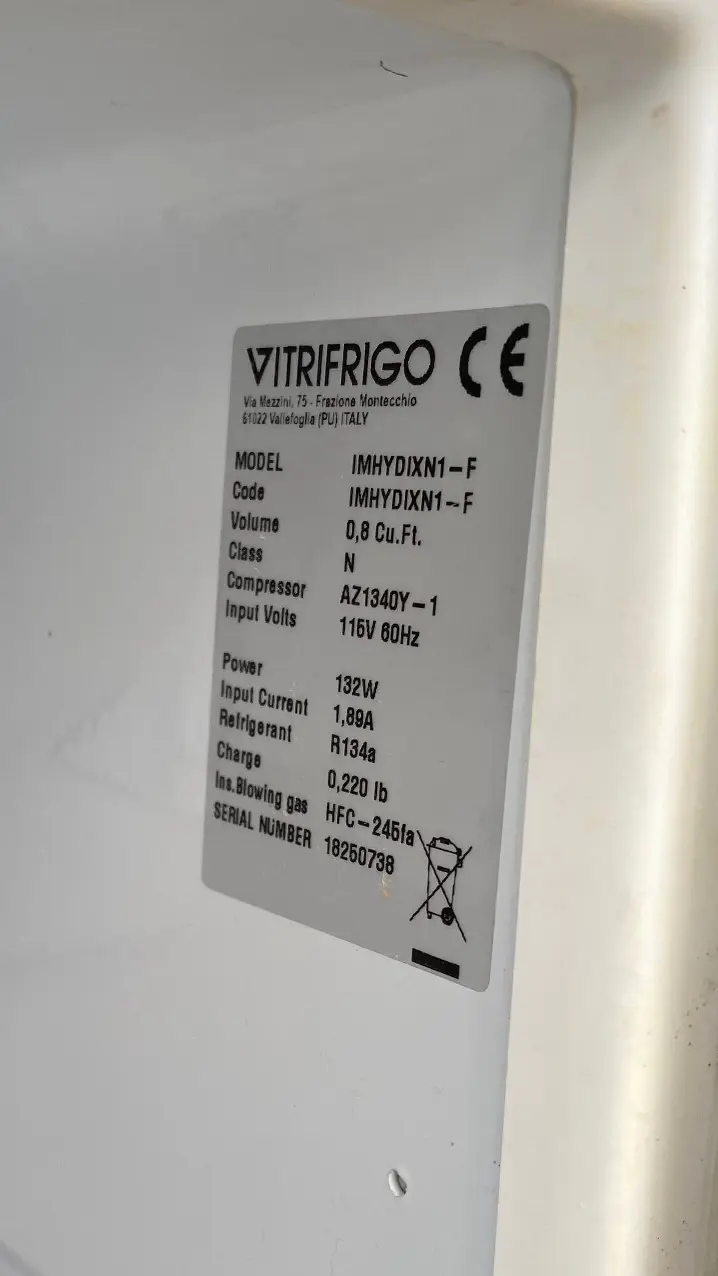 VITRIFRIGO CE
Via Mazzini, 75 - Frazione Montecchio
61022 Vallefoglia (PU) ITALY
MODEL IMHYDIXN1-F
Code IMHYDIXN1-F
Volume 0,8 Cu.Ft.
Class N
Compressor AZ1340Y-1
Input Volts 115V 60Hz
Power 132W
Input Current 1,89A
Refrigerant R134a
Charge 0,220 lb
Ins.Blowing gas HFC-245fa
SERIAL NUMBER 18250738